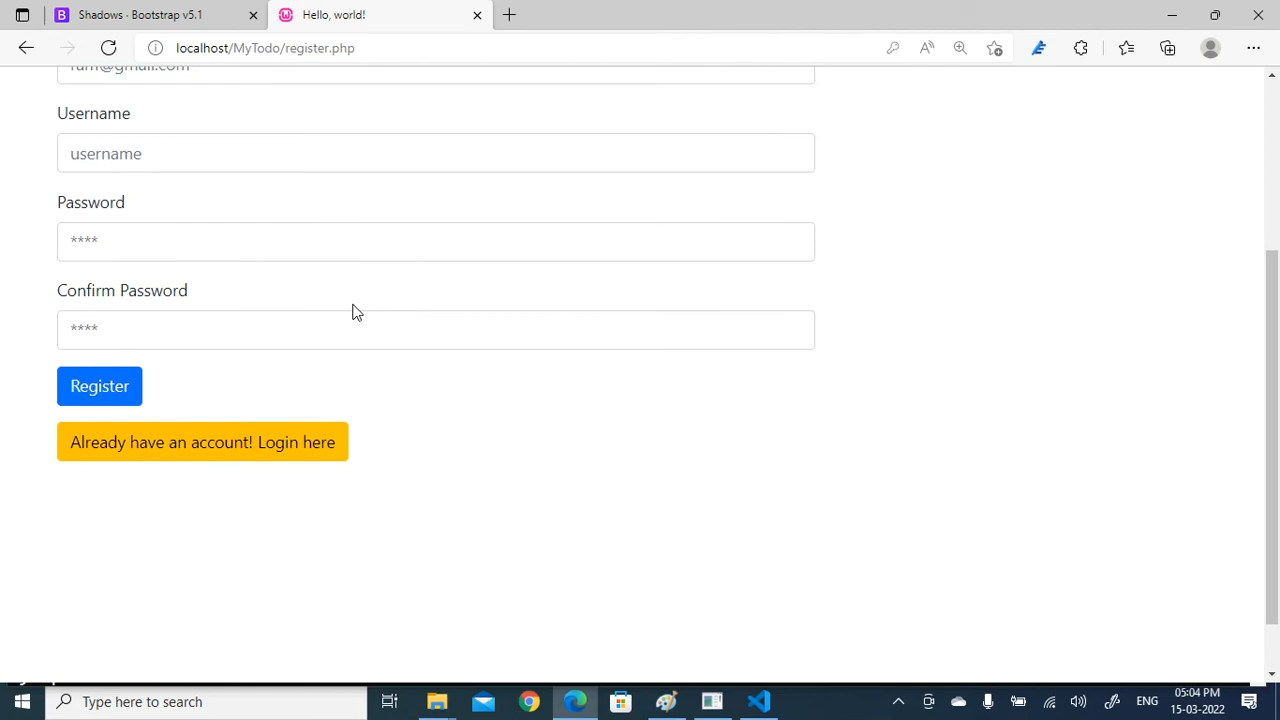 Shadows · Bootstrap v5.1
Hello, world!
localhost/MyTodo/register.php
Username
username
Password
****
Confirm Password
****
Register
Already have an account! Login here
Type here to search
ENG
05:04 PM
15-03-2022